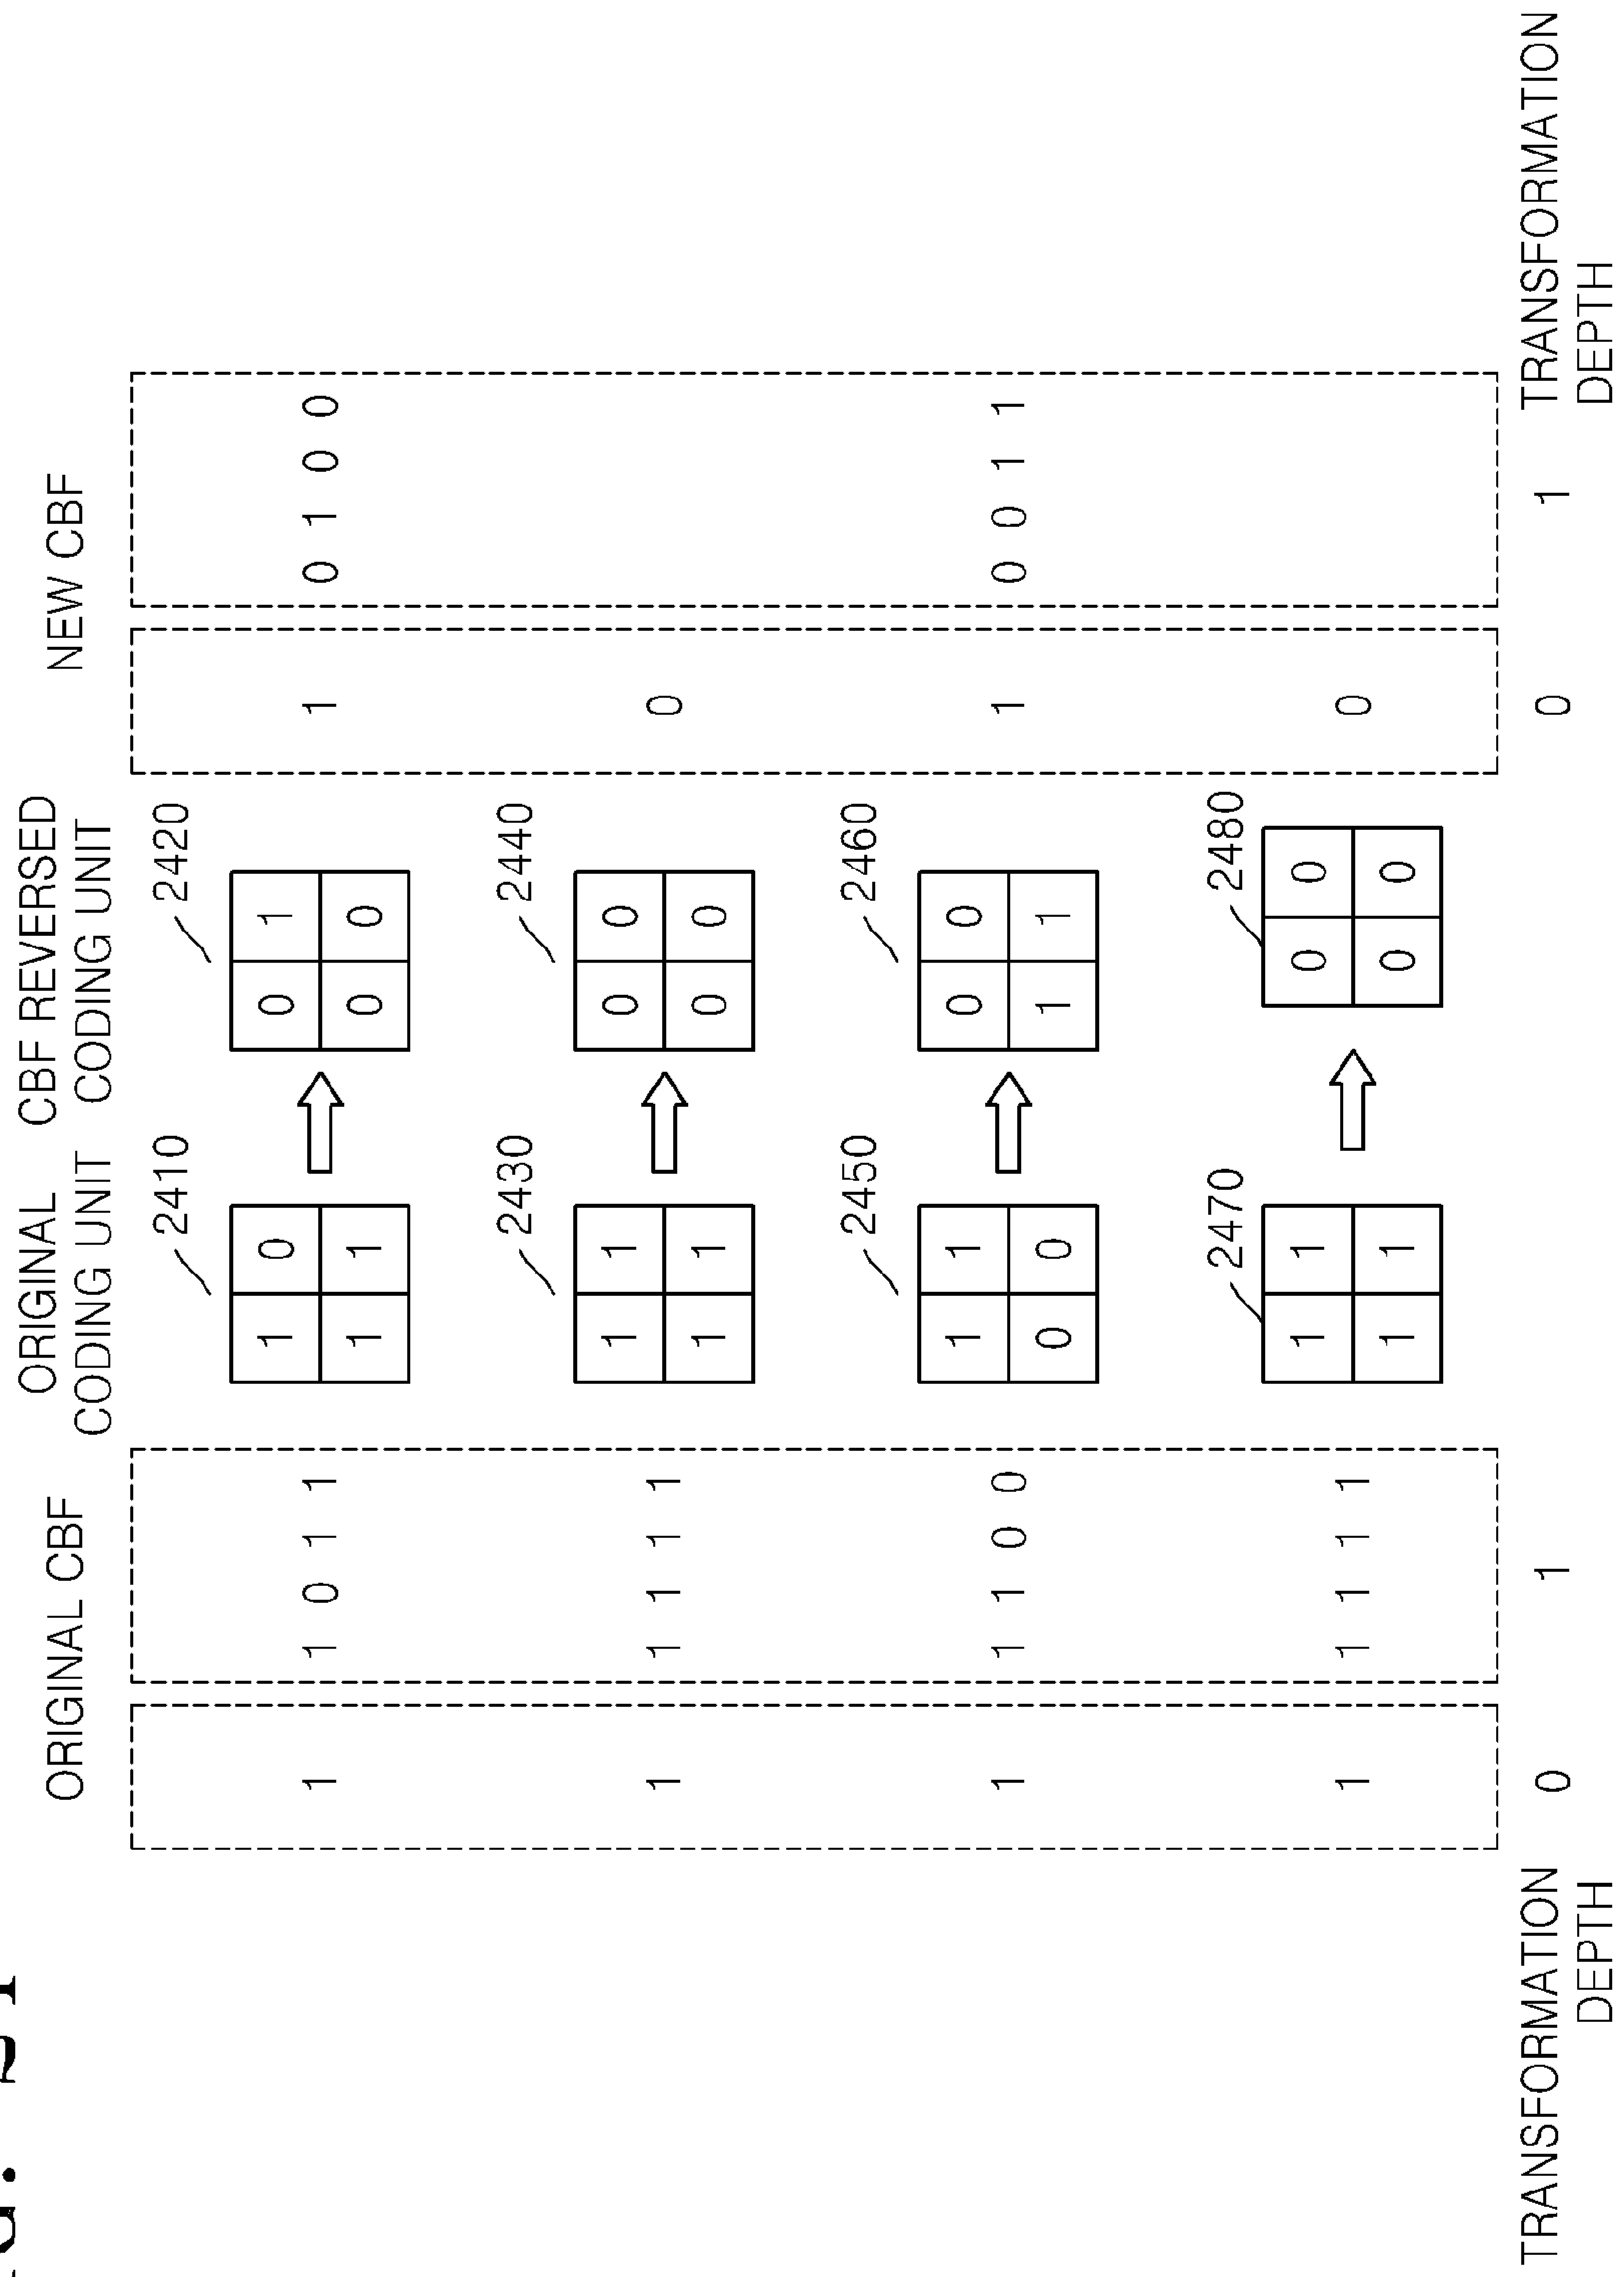 ORIGINAL CBF
ORIGINAL
CODING UNIT
CBF REVERSED
CODING UNIT
NEW CBF
1 1 0 1 1
2410
1 0
1 1
2420
0 1
0 0
1 0 1 0 0
1 1 1 1 1
2430
1 1
1 1
2440
0 0
0 0
0
1 1 1 0 0
2450
1 1
0 0
2460
0 0
1 1
1 0 0 1 1
1 1 1 1 1
2470
1 1
1 1
2480
0 0
0 0
0
TRANSFORMATION
DEPTH
0 1
0 1
TRANSFORMATION
DEPTH